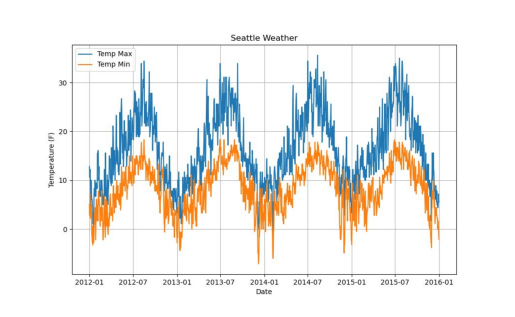 Seattle Weather
Temp Max
Temp Min
30
20
10
0
Temperature (F)
2012-01 2012-07 2013-01 2013-07 2014-01 2014-07 2015-01 2015-07 2016-01
Date